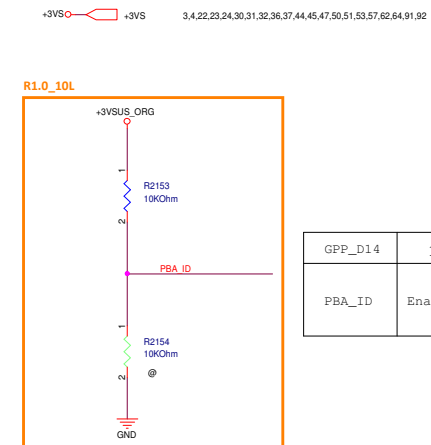 +3VS +3VS 3,4,22,23,24,30,31,32,36,37,44,45,47,50,51,53,57,62,64,91,92
R1.0_10L
+3VSUS_ORG
1
R2153
10KOhm
2
PBA_ID
GPP_D14
PBA_ID Ena
1
R2154
10KOhm
2
@
GND